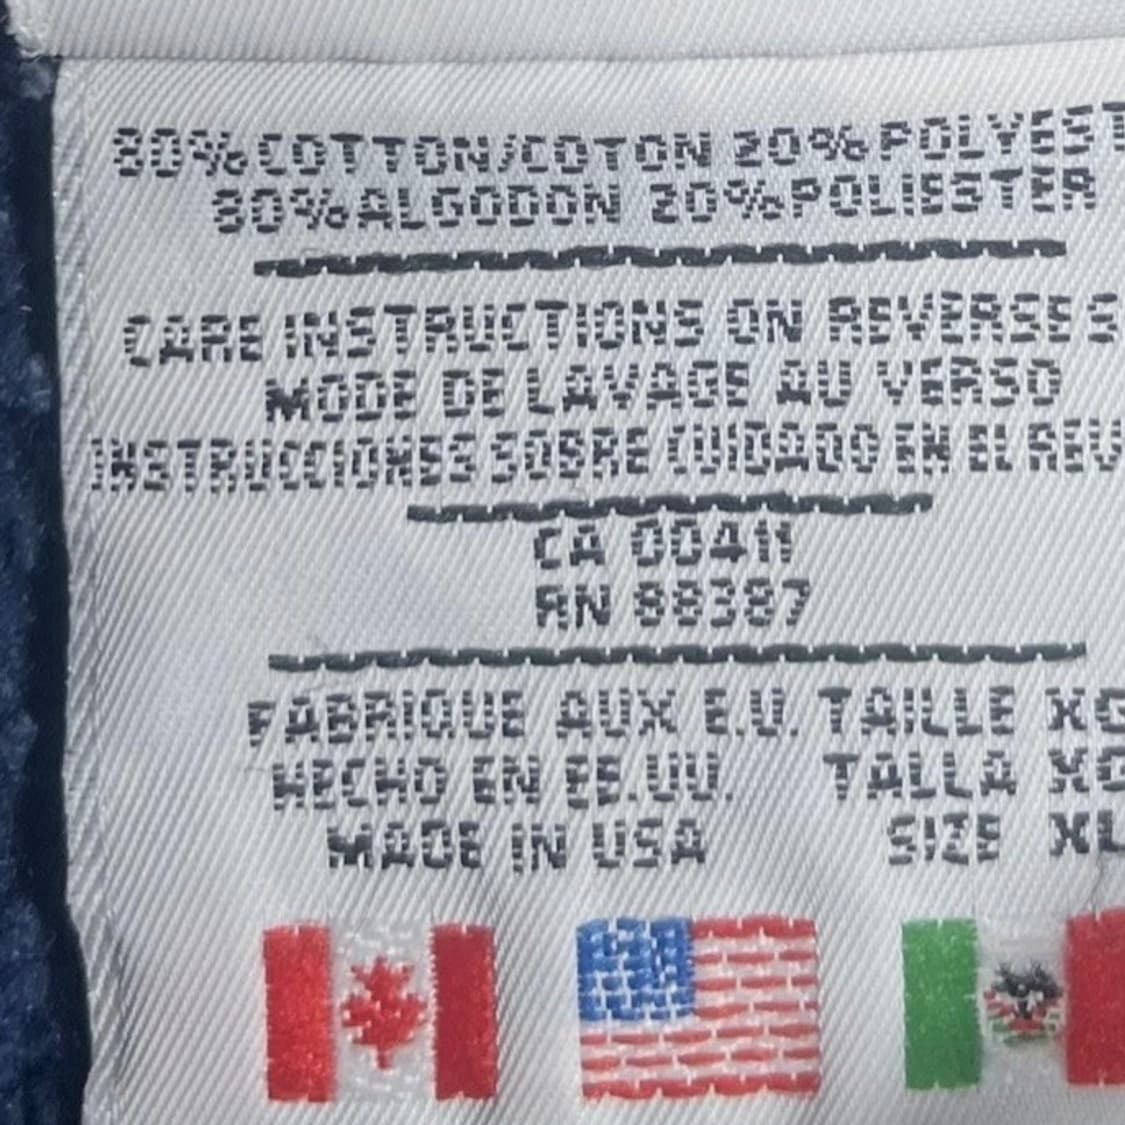 80% COTTON/COTON 20% POLYEST
80% ALGODON 20% POLIESTER
CARE INSTRUCTIONS ON REVERSE S
MODE DE LAVAGE AU VERSO
INSTRUCCIONES SOBRE CUIDADO EN EL REV
CA 00411
RN 88387
FABRIQUE AUX E.U. TAILLE XG
HECHO EN EE.UU. TALLA XG
MADE IN USA SIZE XL